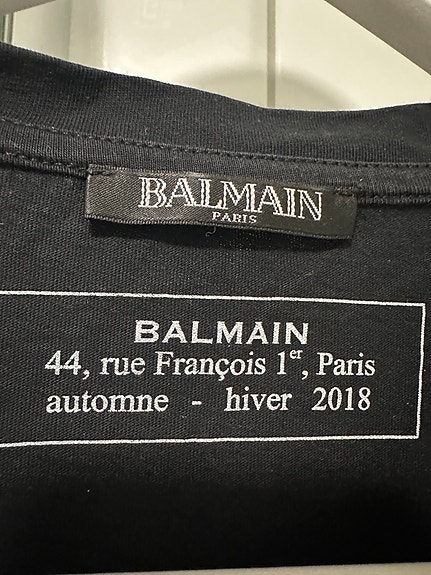 BALMAIN
PARIS
BALMAIN
44, rue François 1er, Paris
automne - hiver 2018